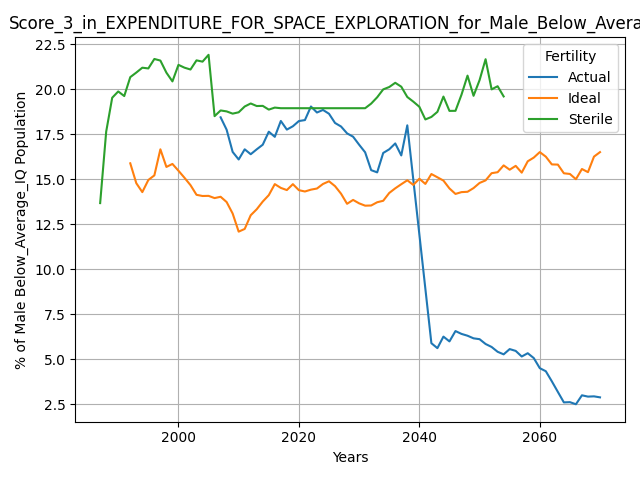 Score_3_in_EXPENDITURE_FOR_SPACE_EXPLORATION_for_Male_Below_Avera
Fertility
Actual
Ideal
Sterile
22.5
20.0
17.5
15.0
12.5
10.0
7.5
5.0
2.5
% of Male Below_Average_IQ Population
2000
2020
2040
2060
Years